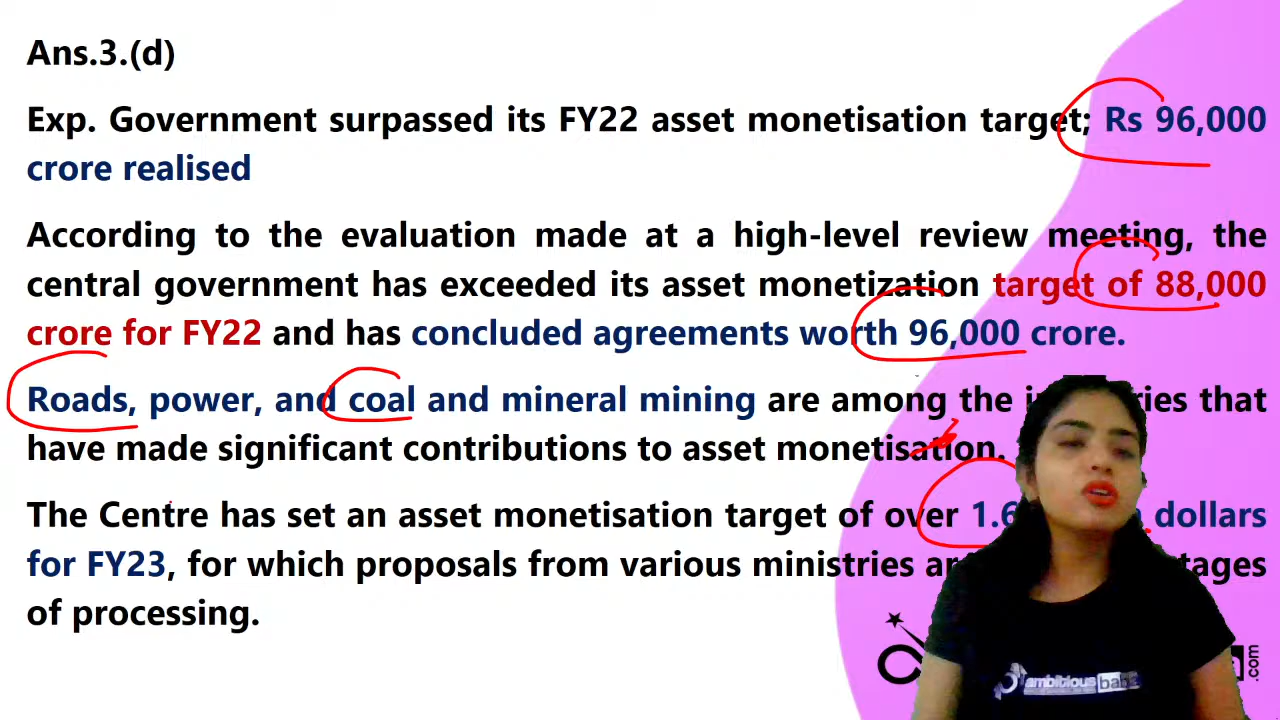 Ans.3.(d)
Exp. Government surpassed its FY22 asset monetisation target; Rs 96,000
crore realised
According to the evaluation made at a high-level review meeting, the
central government has exceeded its asset monetization target of 88,000
crore for FY22 and has concluded agreements worth 96,000 crore.
Roads, power, and coal and mineral mining are among the that
have made significant contributions to asset monetisation.
The Centre has set an asset monetisation target of over dollars
for FY23, for which proposals from various ministries
of processing.
ambitious
.com